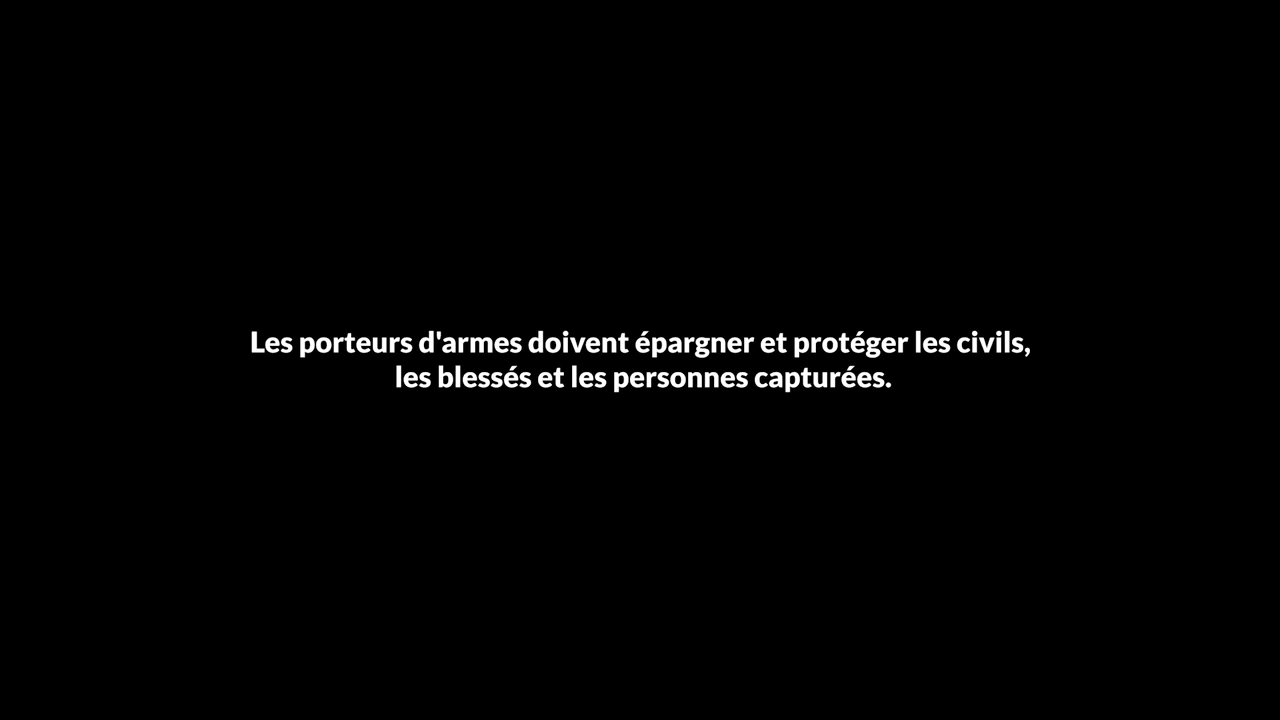 Les porteurs d'armes doivent épargner et protéger les civils,
les blessés et les personnes capturées.